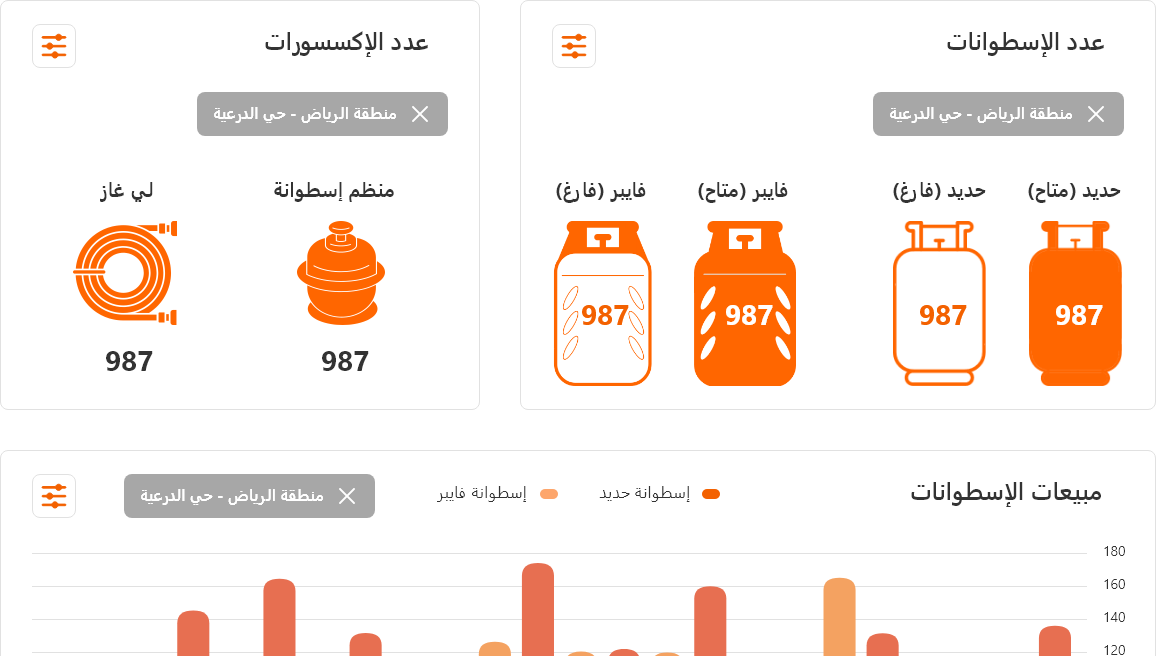 عدد الإسطوانات
منطقة الرياض - حي الدرعية
حديد (متاح)
حديد (فارغ)
فايبر (متاح)
فايبر (فارغ)
987
987
987
987
عدد الإكسسورات
منطقة الرياض - حي الدرعية
منظم إسطوانة
لي غاز
987
987
مبيعات الإسطوانات
إسطوانة حديد
إسطوانة فايبر
منطقة الرياض - حي الدرعية
180
160
140
120